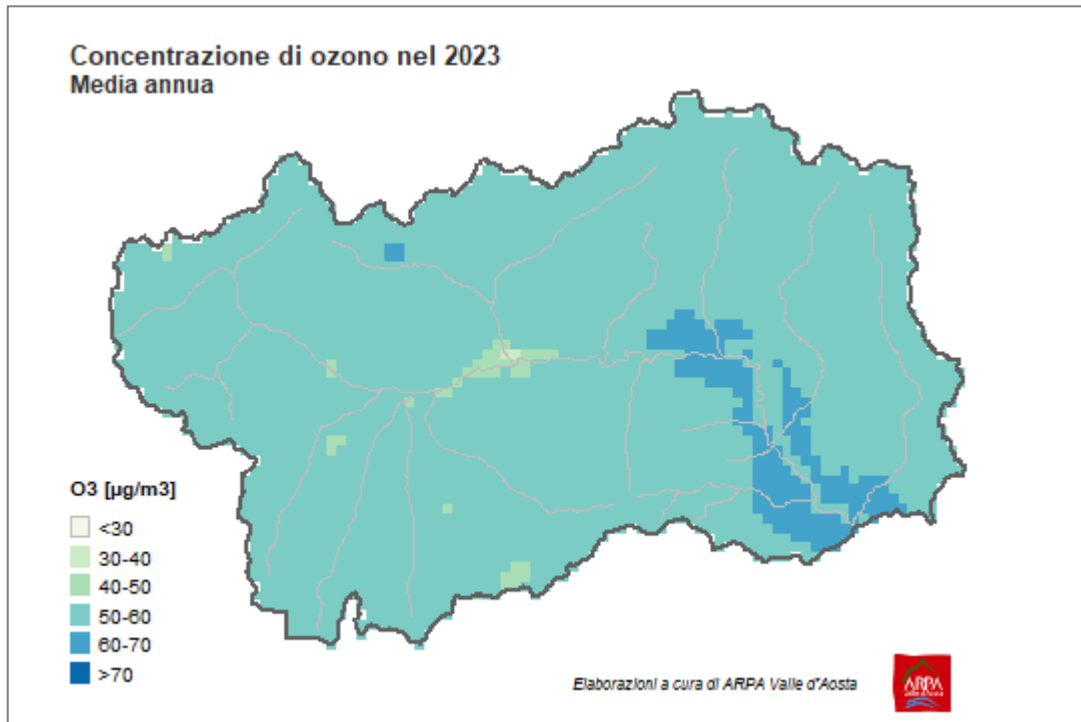 Concentrazione di ozono nel 2023
Media annua
O3 [µg/m3]
<30
30-40
40-50
50-60
60-70
>70
Elaborazioni a cura di ARPA Valle d'Aosta
ARPA